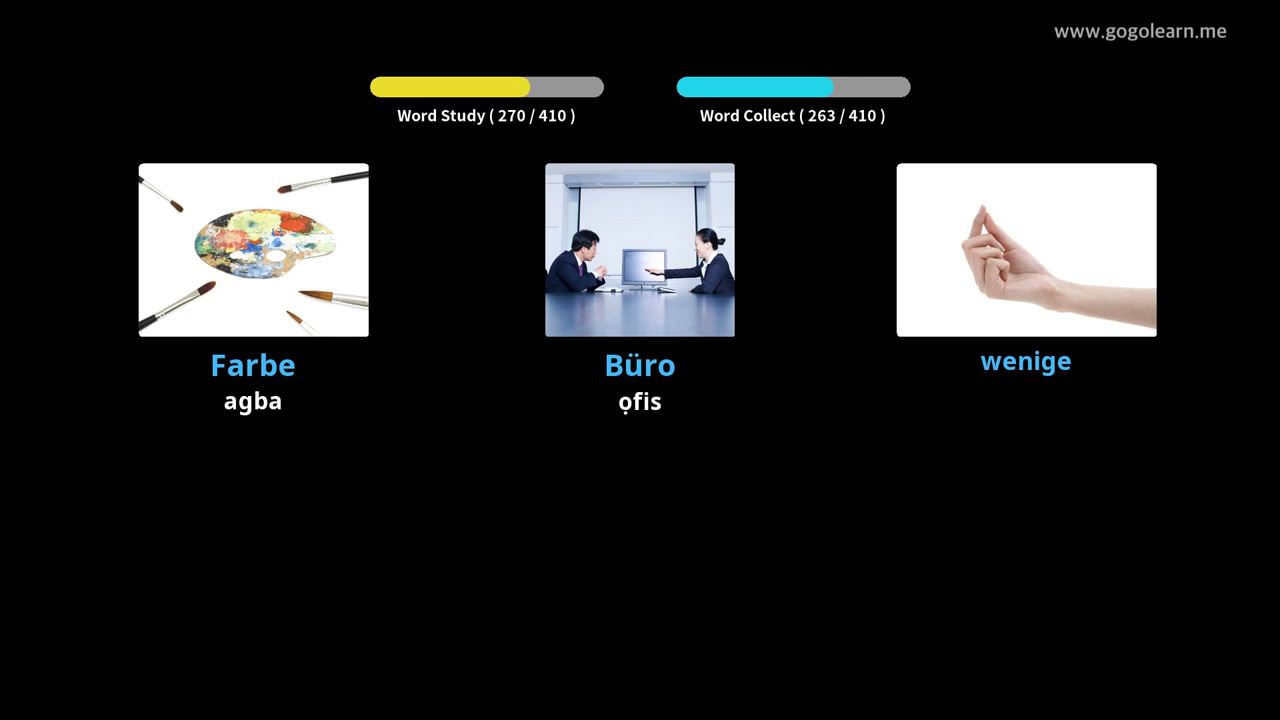 www.gogolearn.me
Word Study ( 270 / 410 )
Word Collect ( 263 / 410 )
Farbe
agba
Büro
ọfis
wenige